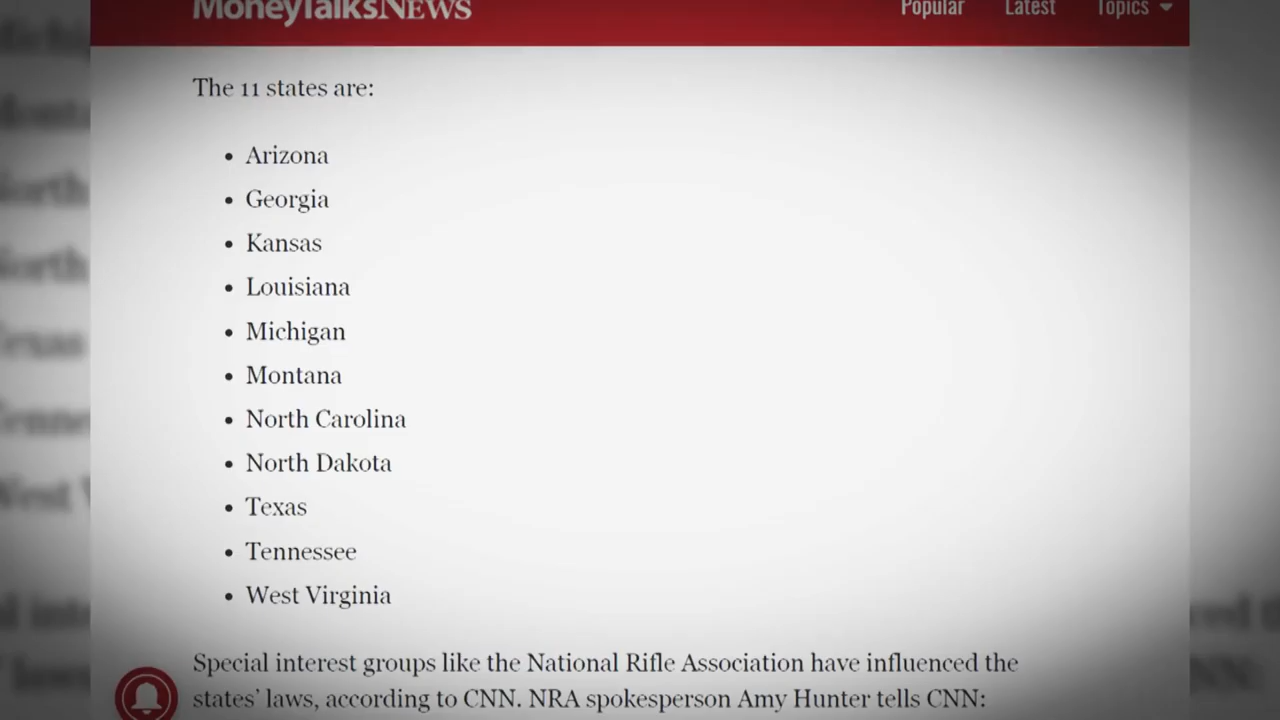 MoneyTalksNEWS
Popular Latest Topics
The 11 states are:
• Arizona
• Georgia
• Kansas
• Louisiana
• Michigan
• Montana
• North Carolina
• North Dakota
• Texas
• Tennessee
• West Virginia
Special interest groups like the National Rifle Association have influenced the
states’ laws, according to CNN. NRA spokesperson Amy Hunter tells CNN: